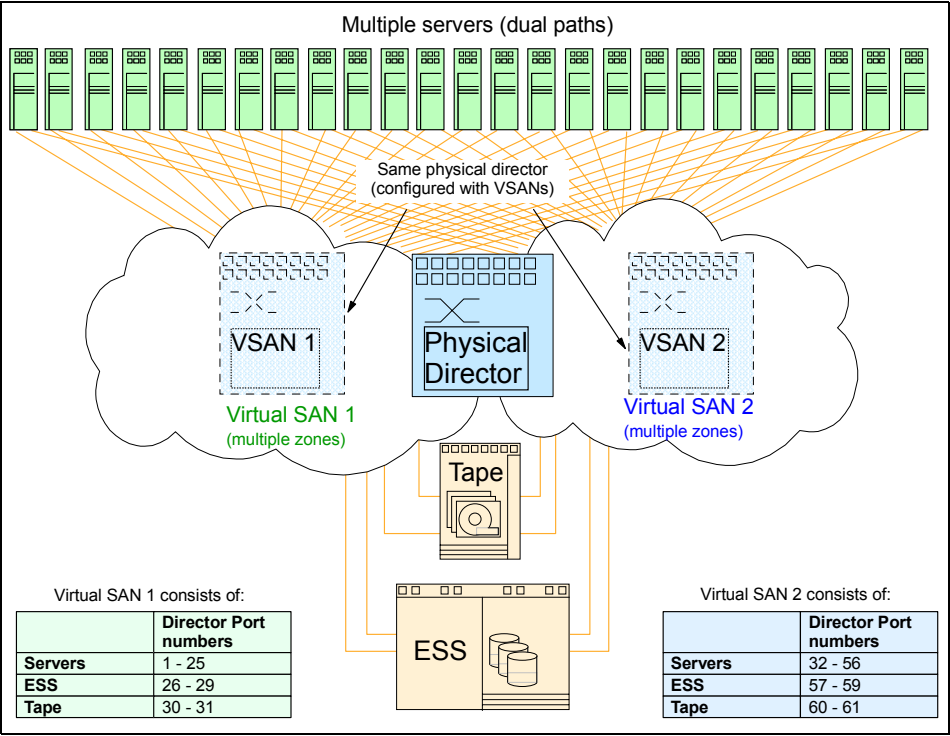 Multiple servers (dual paths)
Same physical director
(configured with VSANs)
VSAN 1
Physical
Director
VSAN 2
Virtual SAN 1
(multiple zones)
Virtual SAN 2
(multiple zones)
Tape
ESS
Virtual SAN 1 consists of:
Director Port
numbers
Servers 1 - 25
ESS 26 - 29
Tape 30 - 31
Virtual SAN 2 consists of:
Director Port
numbers
Servers 32 - 56
ESS 57 - 59
Tape 60 - 61